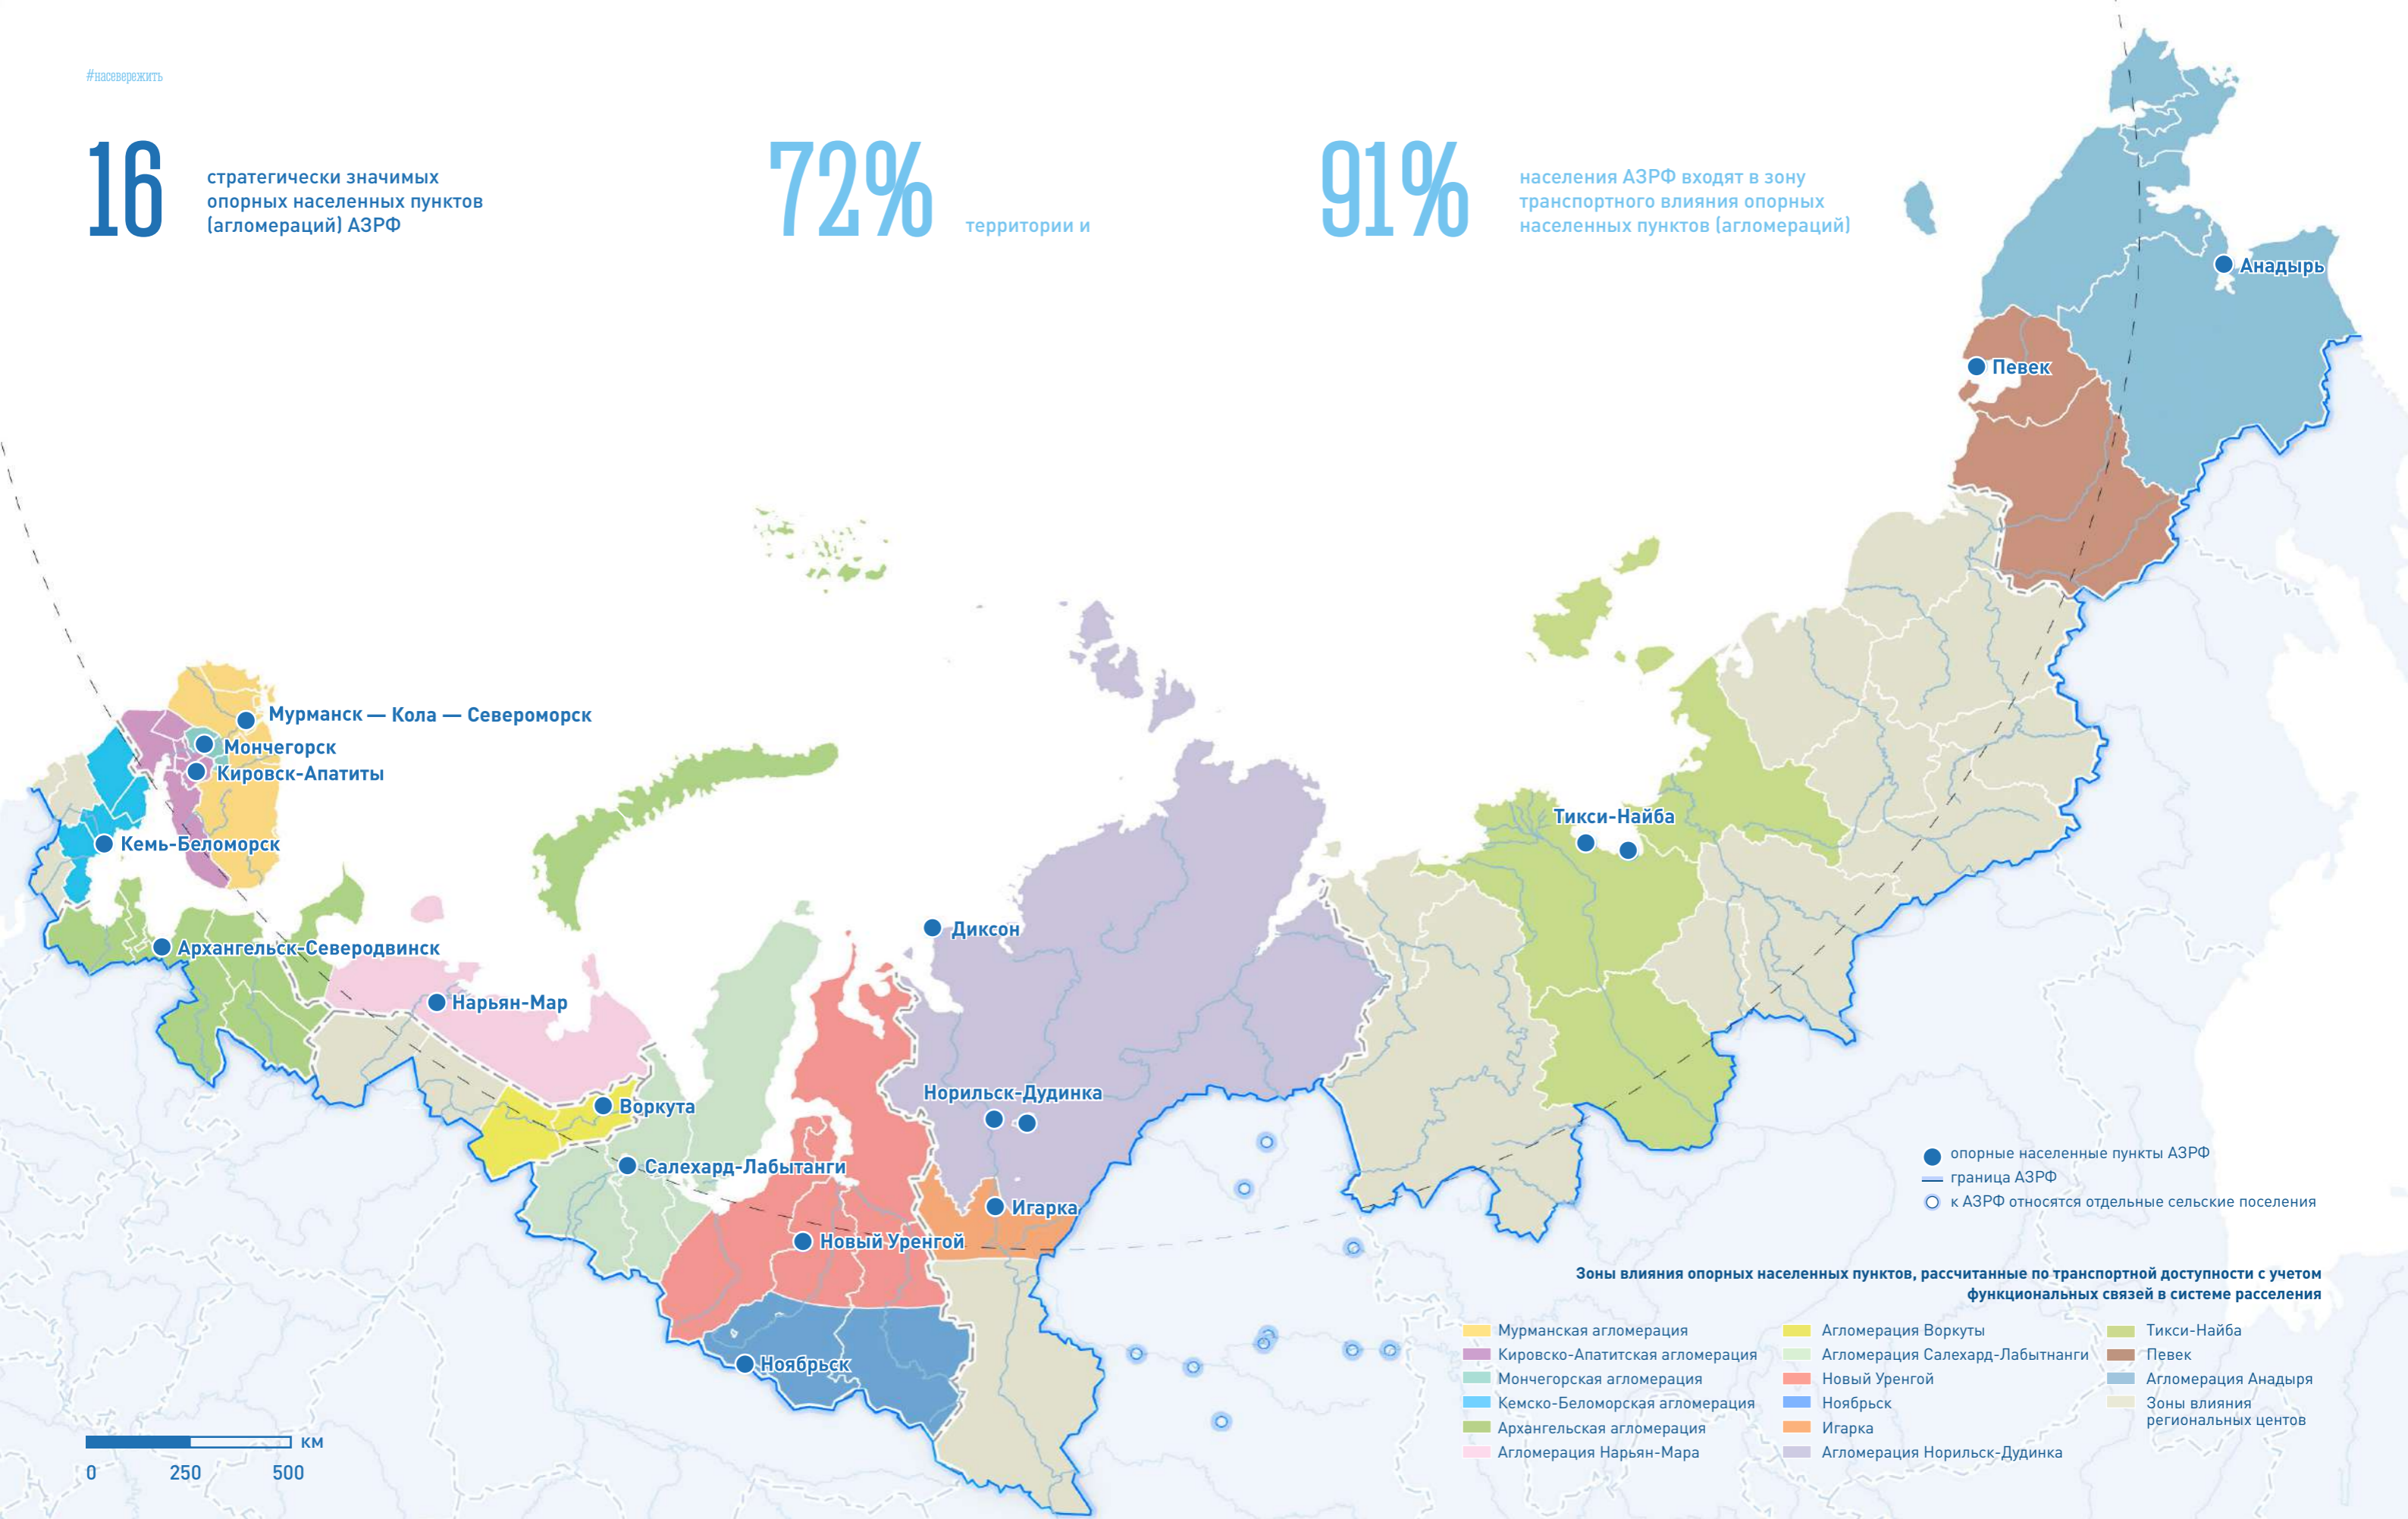 #насевережить
16
стратегически значимых
опорных населенных пунктов
(агломераций) АЗРФ
72%
территории и
91%
населения АЗРФ входят в зону
транспортного влияния опорных
населенных пунктов (агломераций)
Анадырь
Певек
Мурманск — Кола — Североморск
Мончегорск
Кировск-Апатиты
Кемь-Беломорск
Тикси-Найба
Архангельск-Северодвинск
Диксон
Нарьян-Мар
Норильск-Дудинка
Воркута
Салехард-Лабытанги
Игарка
Новый Уренгой
Ноябрьск
опорные населенные пункты АЗРФ
граница АЗРФ
к АЗРФ относятся отдельные сельские поселения
Зоны влияния опорных населенных пунктов, рассчитанные по транспортной доступности с учетом
функциональных связей в системе расселения
Мурманская агломерация
Кировско-Апатитская агломерация
Мончегорская агломерация
Кемско-Беломорская агломерация
Архангельская агломерация
Агломерация Нарьян-Мара
Агломерация Воркуты
Агломерация Салехард-Лабытнанги
Новый Уренгой
Ноябрьск
Игарка
Агломерация Норильск-Дудинка
Тикси-Найба
Певек
Агломерация Анадыря
Зоны влияния
региональных центов
км
0 250 500